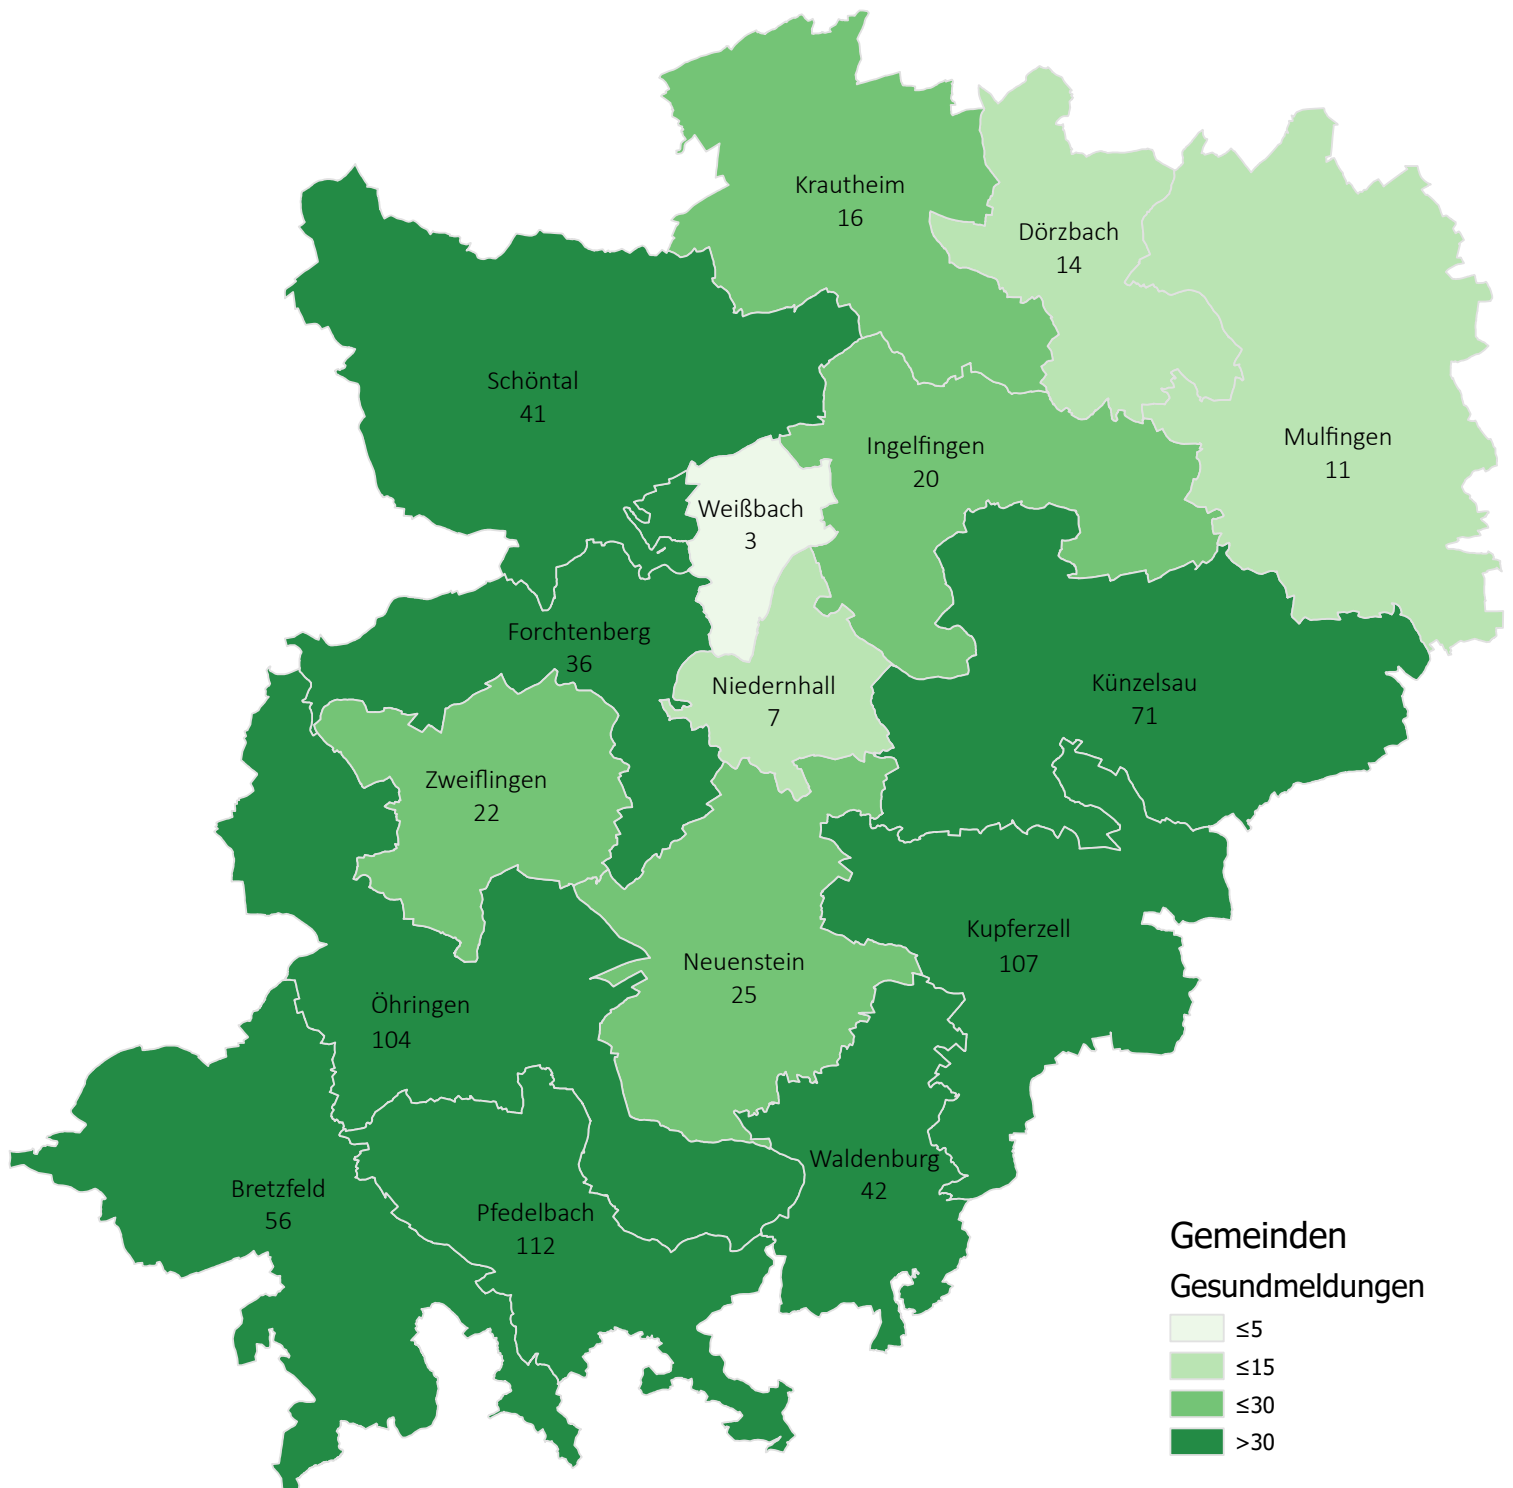 Krautheim
16
Dörzbach
14
Schöntal
41
Mulfingen
11
Ingelfingen
20
Weißbach
3
Forchtenberg
36
Niedernhall
7
Künzelsau
71
Zweiflingen
22
Kupferzell
107
Neuenstein
25
Öhringen
104
Waldenburg
42
Bretzfeld
56
Pfedelbach
112
Gemeinden
Gesundmeldungen
≤5
≤15
≤30
>30